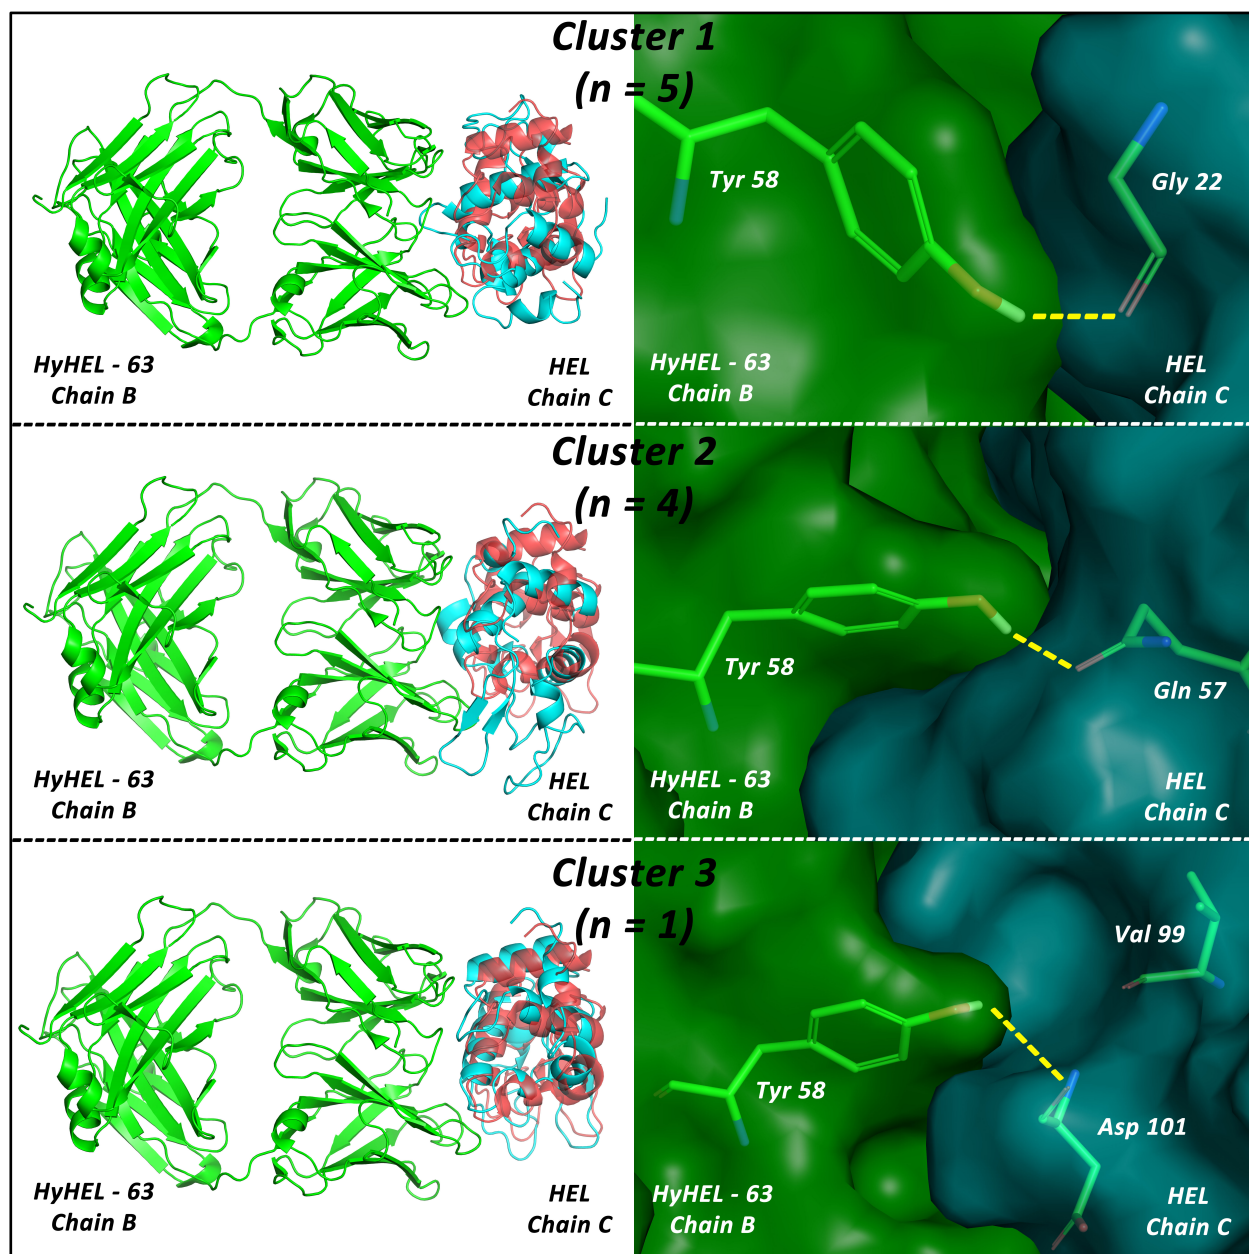 Cluster 1
(n = 5)
Tyr 58
Gly 22
HyHEL - 63
Chain B
HEL
Chain C
HyHEL - 63
Chain B
HEL
Chain C
Cluster 2
(n = 4)
Tyr 58
Gln 57
HyHEL - 63
Chain B
HEL
Chain C
HyHEL - 63
Chain B
HEL
Chain C
Cluster 3
(n = 1)
Val 99
Tyr 58
Asp 101
HyHEL - 63
Chain B
HEL
Chain C
HyHEL - 63
Chain B
HEL
Chain C